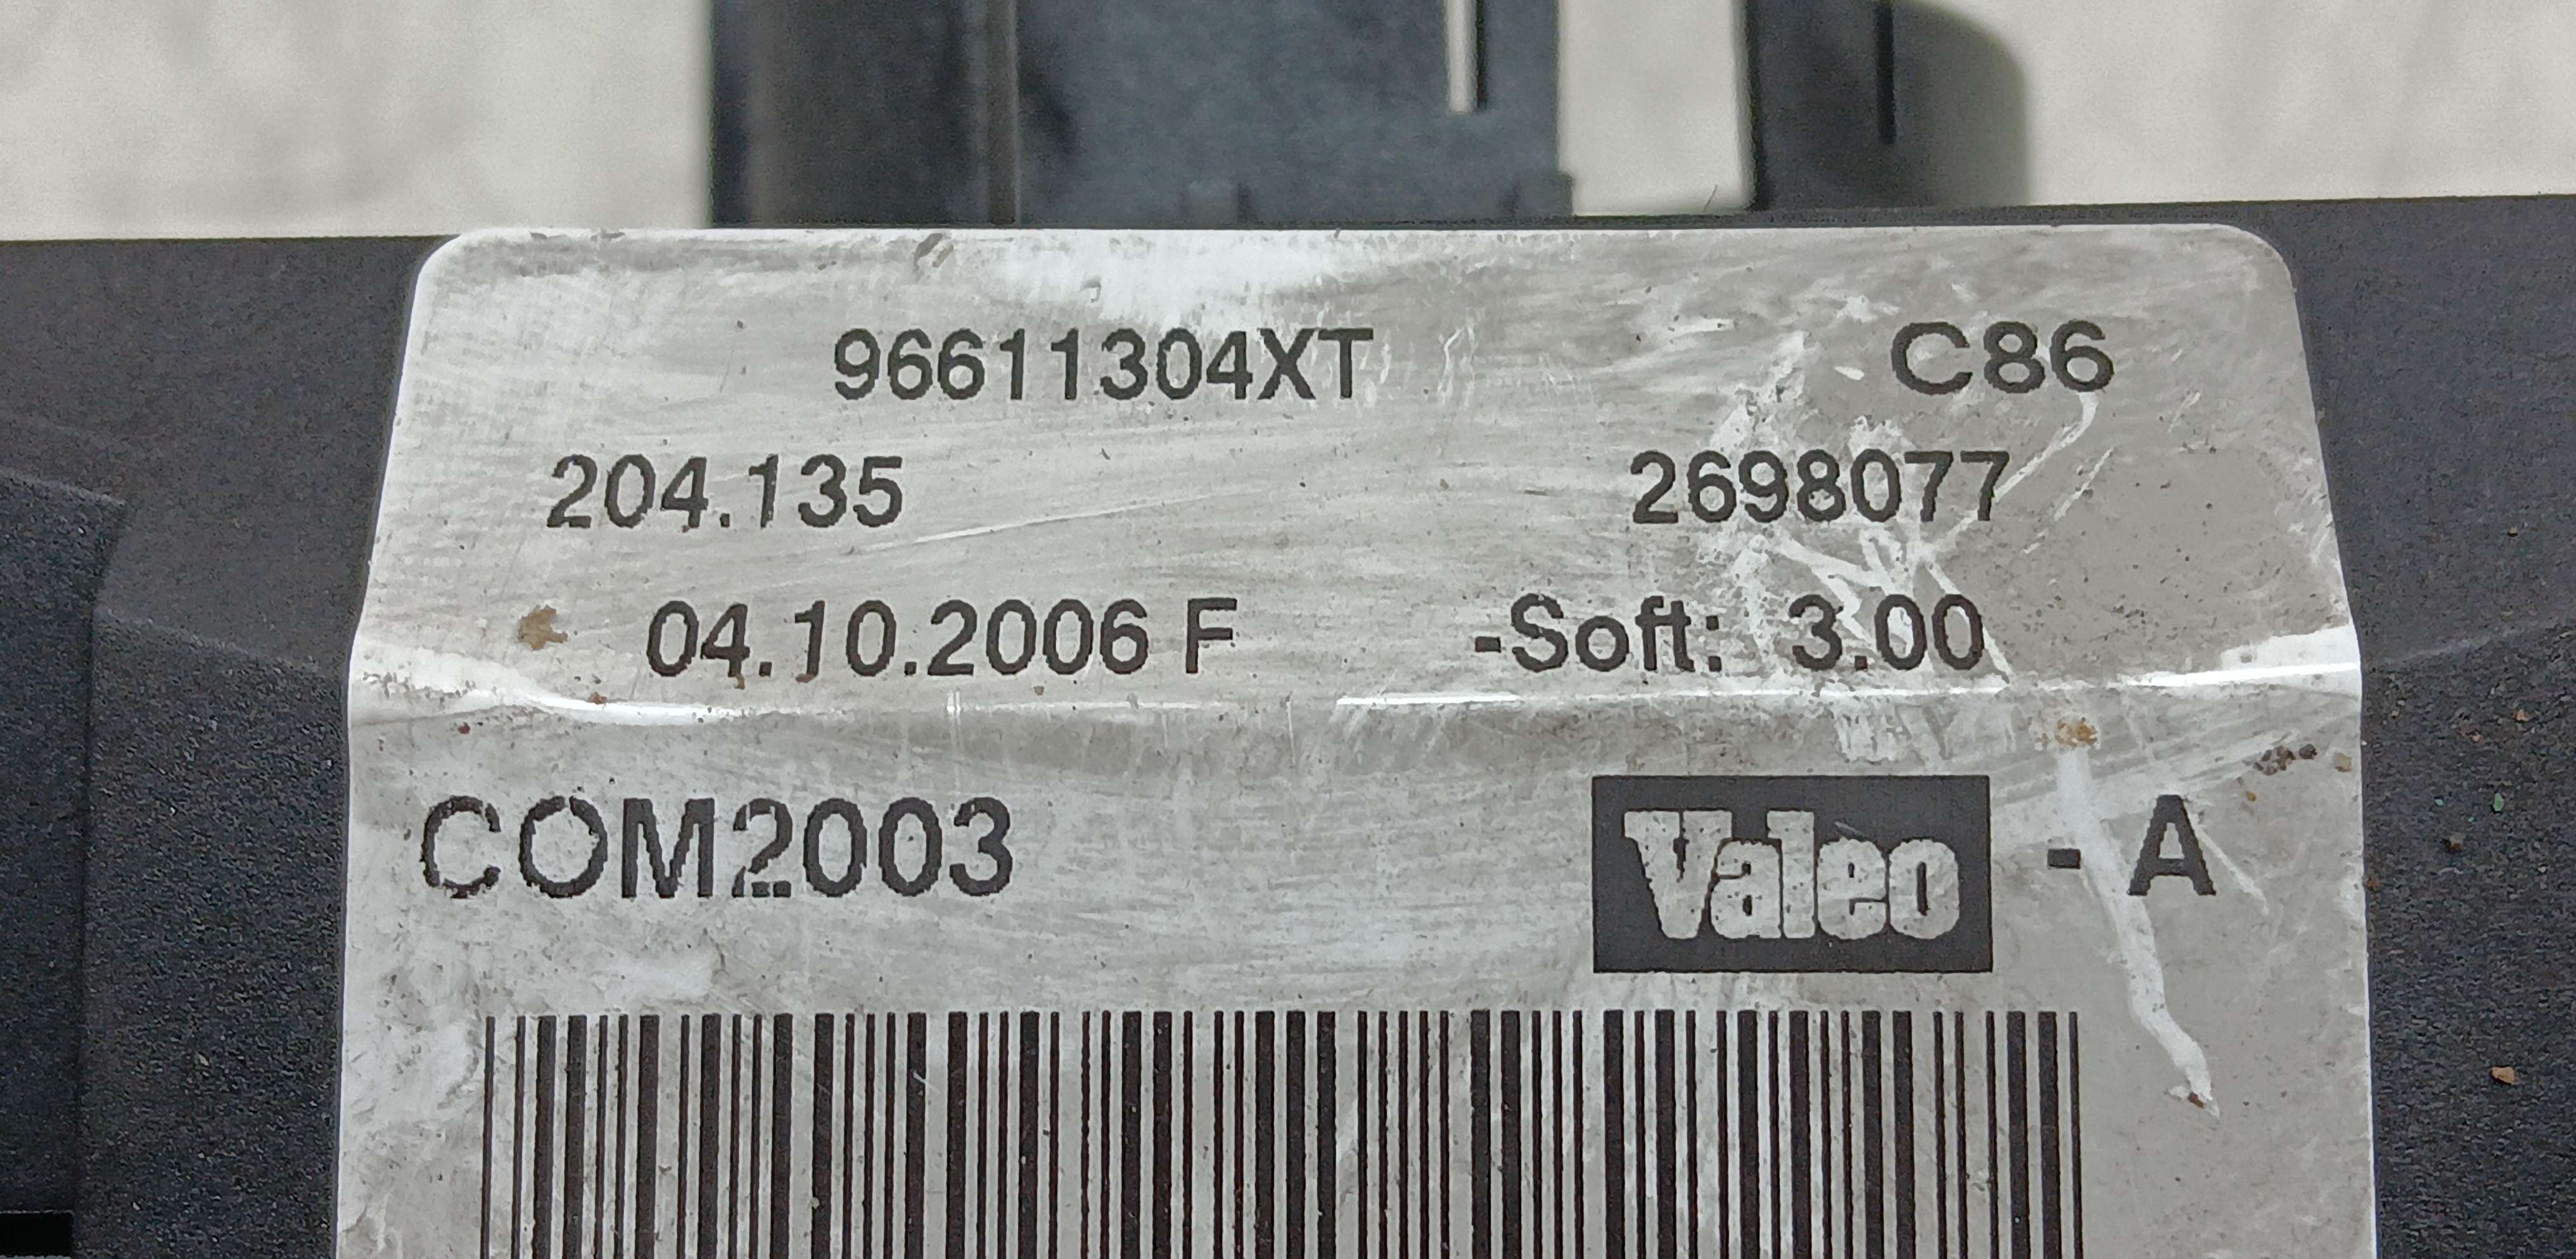 96611304XT C86
204.135 2698077
04.10.2006 F -Soft: 3.00
COM2003 Valeo - A